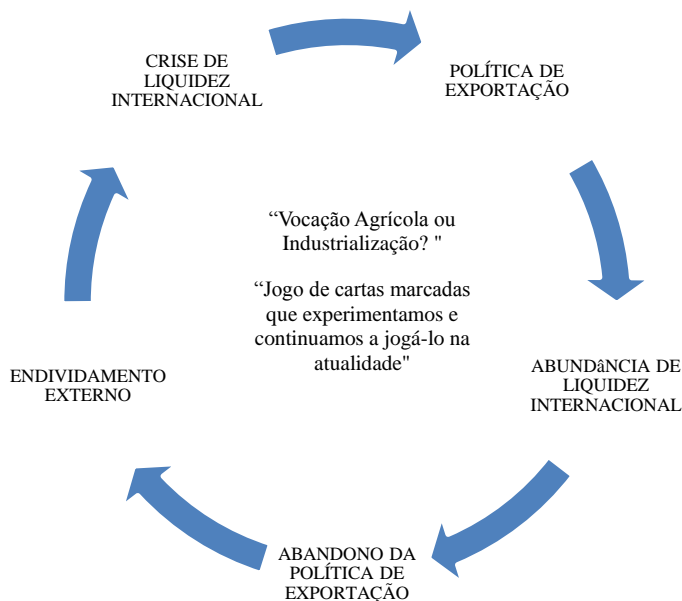 CRISE DE
LIQUIDEZ
INTERNACIONAL
POLÍTICA DE
EXPORTAÇÃO
“Vocação Agrícola ou
Industrialização? "
“Jogo de cartas marcadas
que experimentamos e
continuamos a jogá-lo na
atualidade"
ABUNDâNCIA DE
LIQUIDEZ
INTERNACIONAL
ABANDONO DA
POLÍTICA DE
EXPORTAÇÃO
ENDIVIDAMENTO
EXTERNO